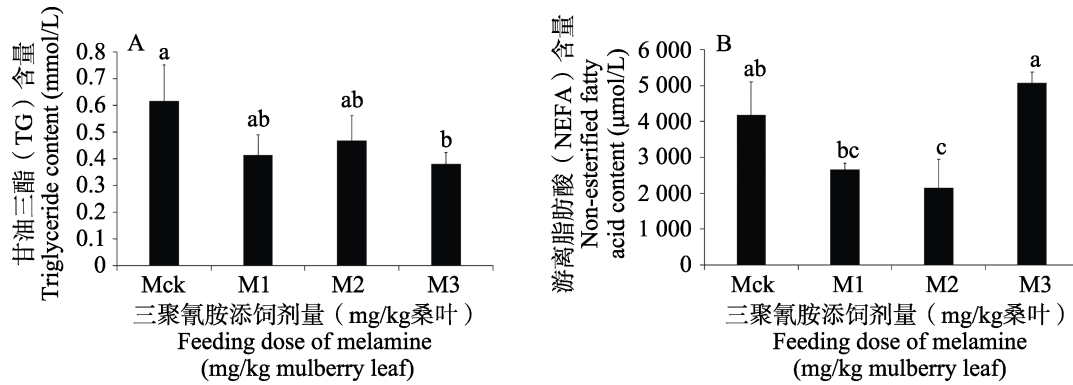 A
甘油三酯（TG）含量
Triglyceride content (mmol/L)
0.8
0.7
0.6
0.5
0.4
0.3
0.2
0.1
0
a
ab
ab
b
Mck
M1
M2
M3
三聚氰胺添饲剂量（mg/kg桑叶）
Feeding dose of melamine
(mg/kg mulberry leaf)
B
游离脂肪酸（NEFA）含量
Non-esterified fatty
acid content (μmol/L)
6 000
5 000
4 000
3 000
2 000
1 000
0
ab
bc
c
a
Mck
M1
M2
M3
三聚氰胺添饲剂量（mg/kg桑叶）
Feeding dose of melamine
(mg/kg mulberry leaf)